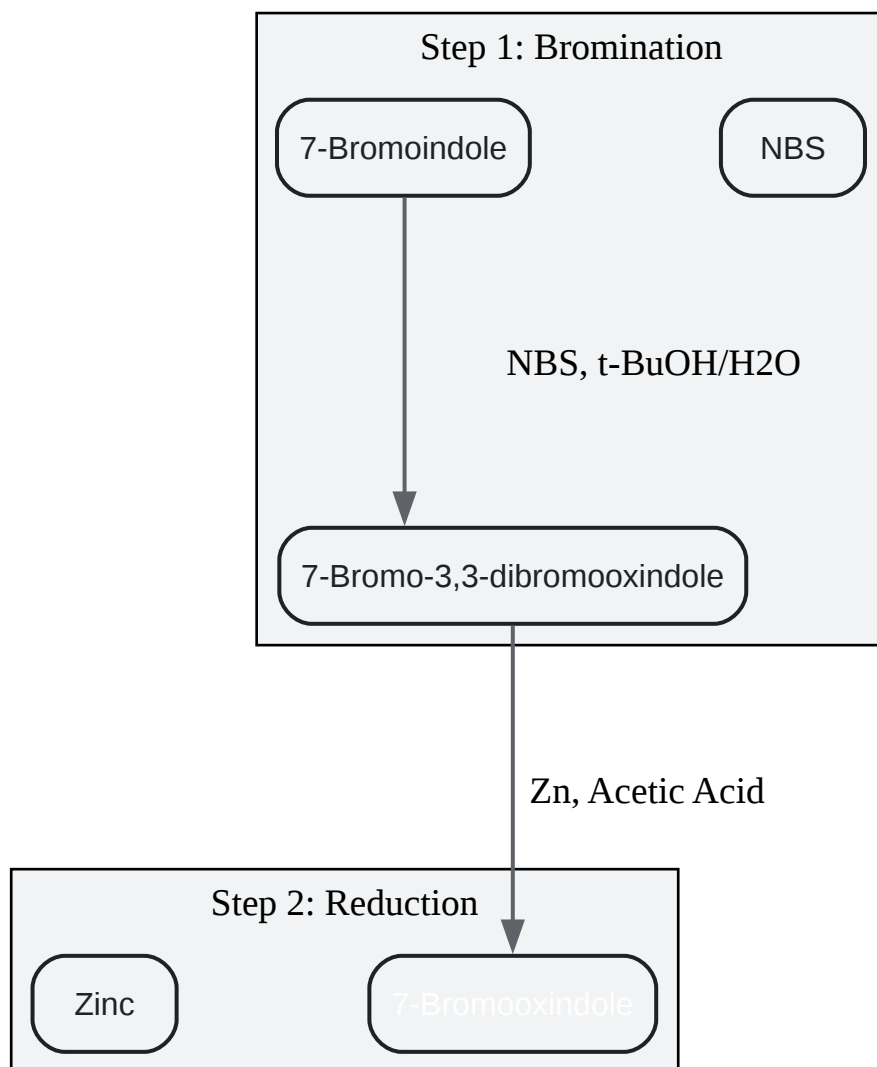 Step 1: Bromination
7-Bromoindole
NBS
NBS, t-BuOH/H2O
7-Bromo-3,3-dibromooxindole
Zn, Acetic Acid
Step 2: Reduction
Zinc
7-Bromooxindole